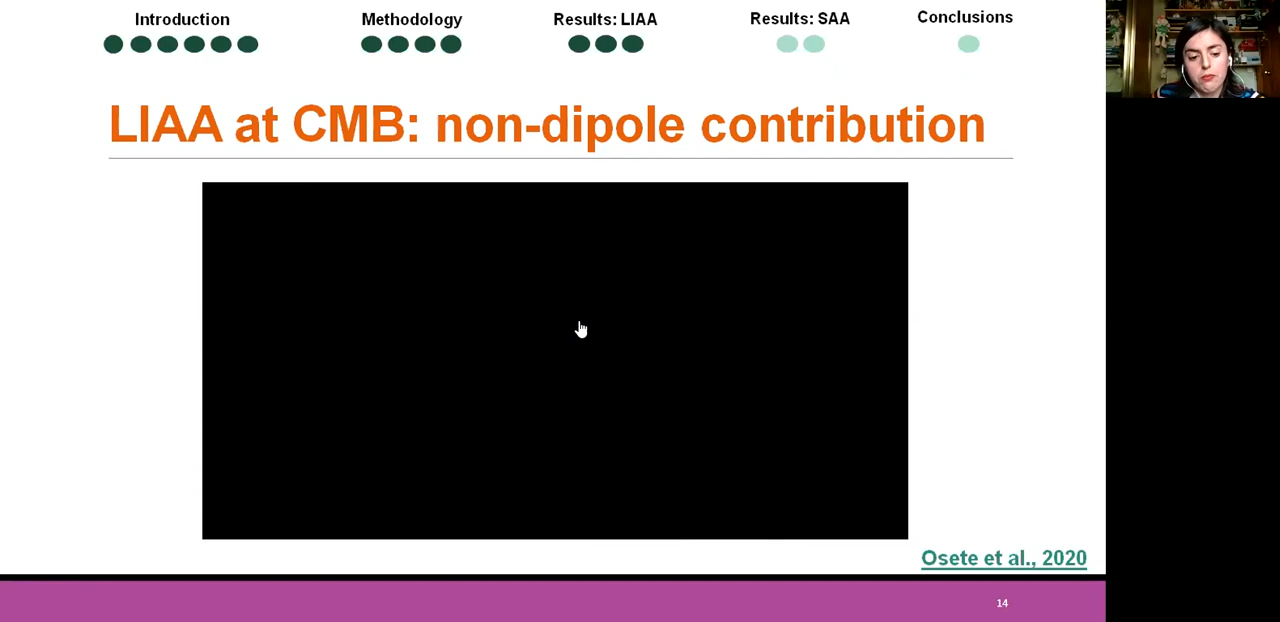 Introduction
Methodology
Results: LIAA
Results: SAA
Conclusions
LIAA at CMB: non-dipole contribution
Osete et al., 2020
14